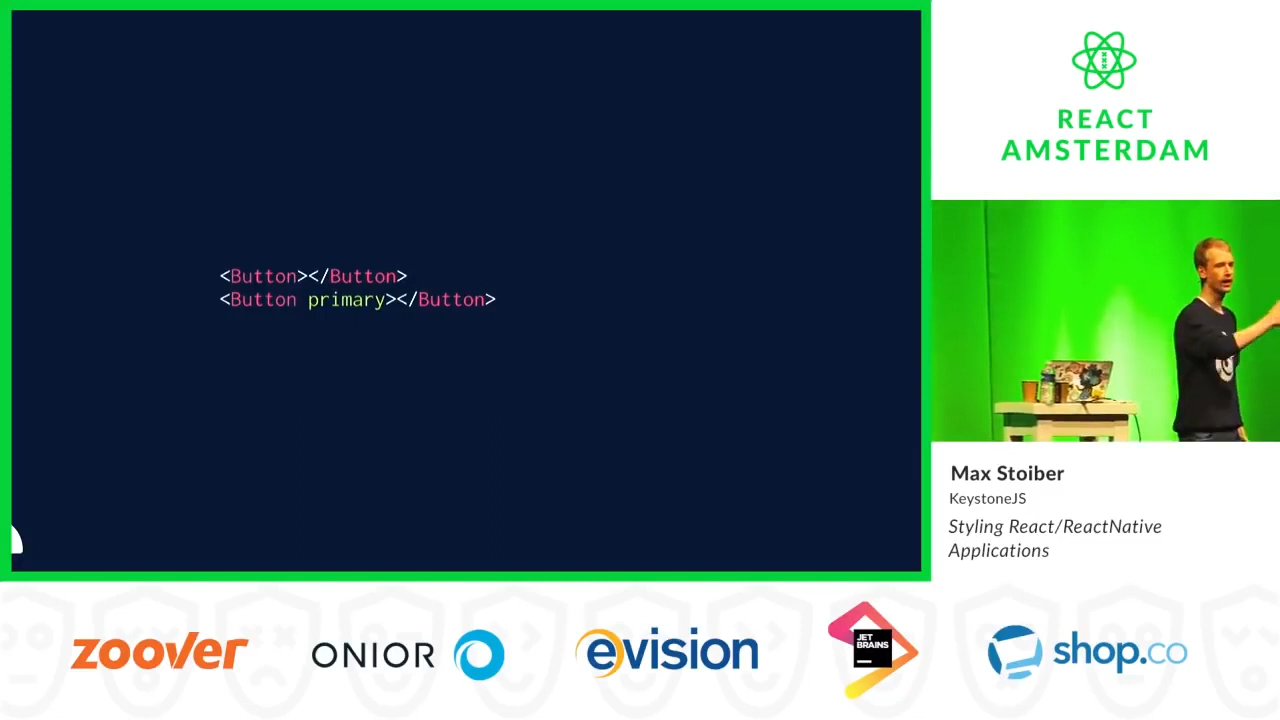 <Button></Button>
<Button primary></Button>
REACT
AMSTERDAM
Max Stoiber
KeystoneJS
Styling React/ReactNative
Applications
zoover
ONIOR
evision
JET
BRAINS
shop.co